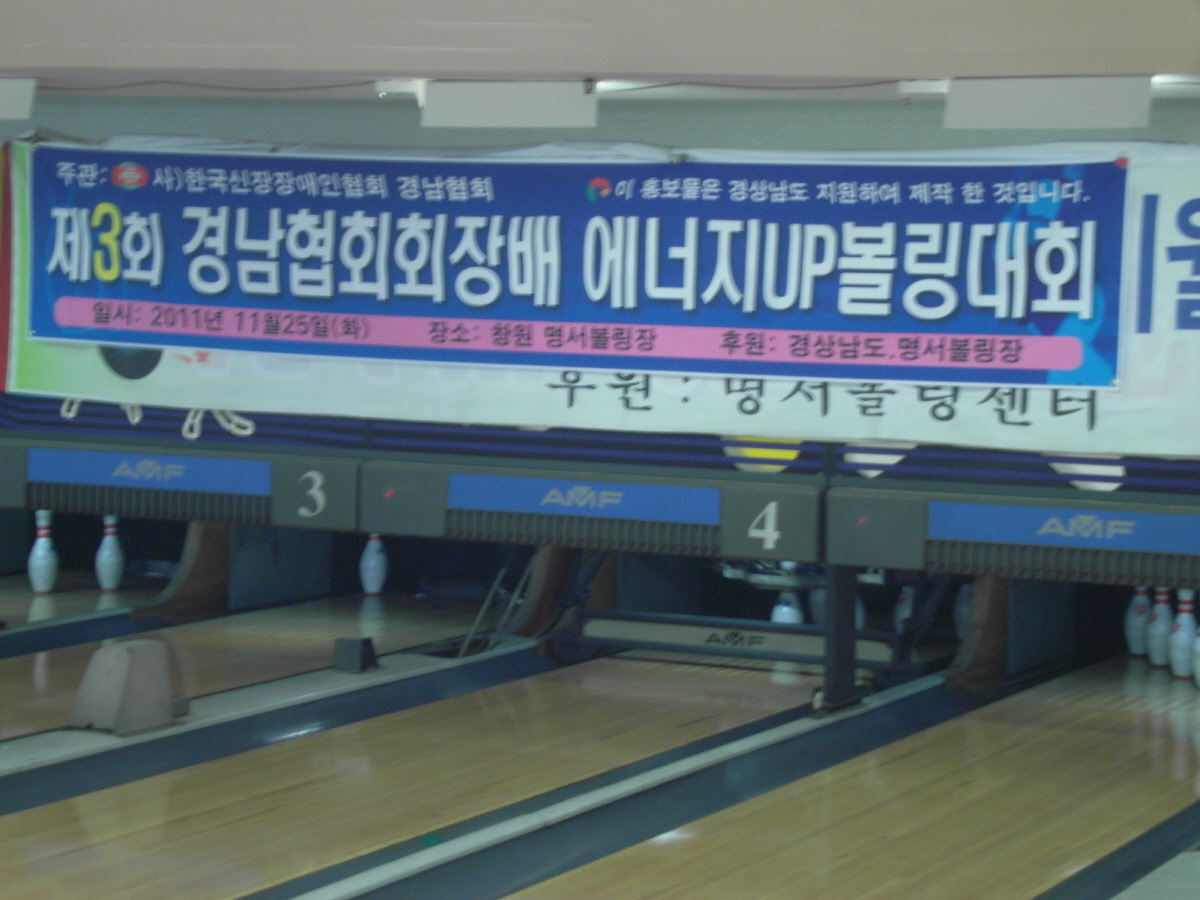 주관: 사)한국신장장애인협회 경남협회
이 홍보물은 경상남도 지원하여 제작 한 것입니다.
제3회 경남협회회장배 에너지UP볼링대회
일시: 2011년 11월25일(화) 장소: 창원 명서볼링장 후원: 경상남도,명서볼링장
후원 : 명서볼링센터
AMF 3
AMF 4
AMF
AMF